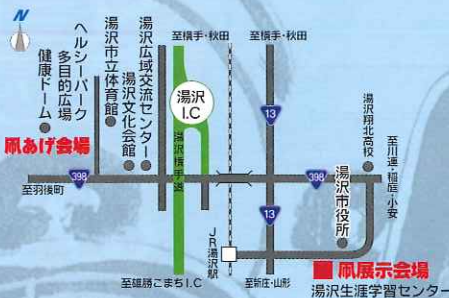 N
至横手・秋田
至横手・秋田
ヘルシーパーク
多目的広場
健康ドーム
湯沢市立体育館
湯沢文化会館
湯沢広域交流センター
湯沢
I.C
湯沢横手道
13
湯沢翔北高校
至川連・稲庭・小安
凧あげ会場
398
398
至羽後町
湯沢市役所
13
JR湯沢駅
凧展示会場
至雄勝こまちI.C
至新庄・山形
湯沢生涯学習センター